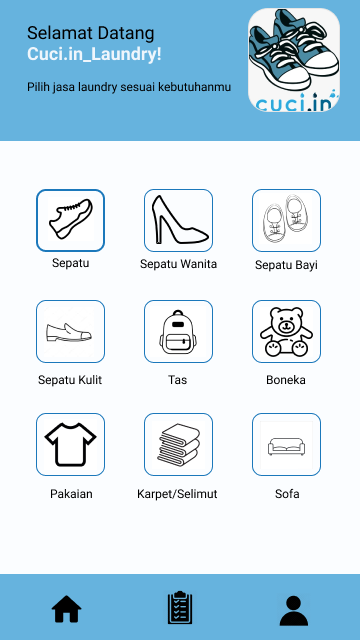 Selamat Datang
Cuci.in_Laundry!
Pilih jasa laundry sesuai kebutuhanmu
cuci.in
Sepatu
Sepatu Wanita
Sepatu Bayi
Sepatu Kulit
Tas
Boneka
Pakaian
Karpet/Selimut
Sofa